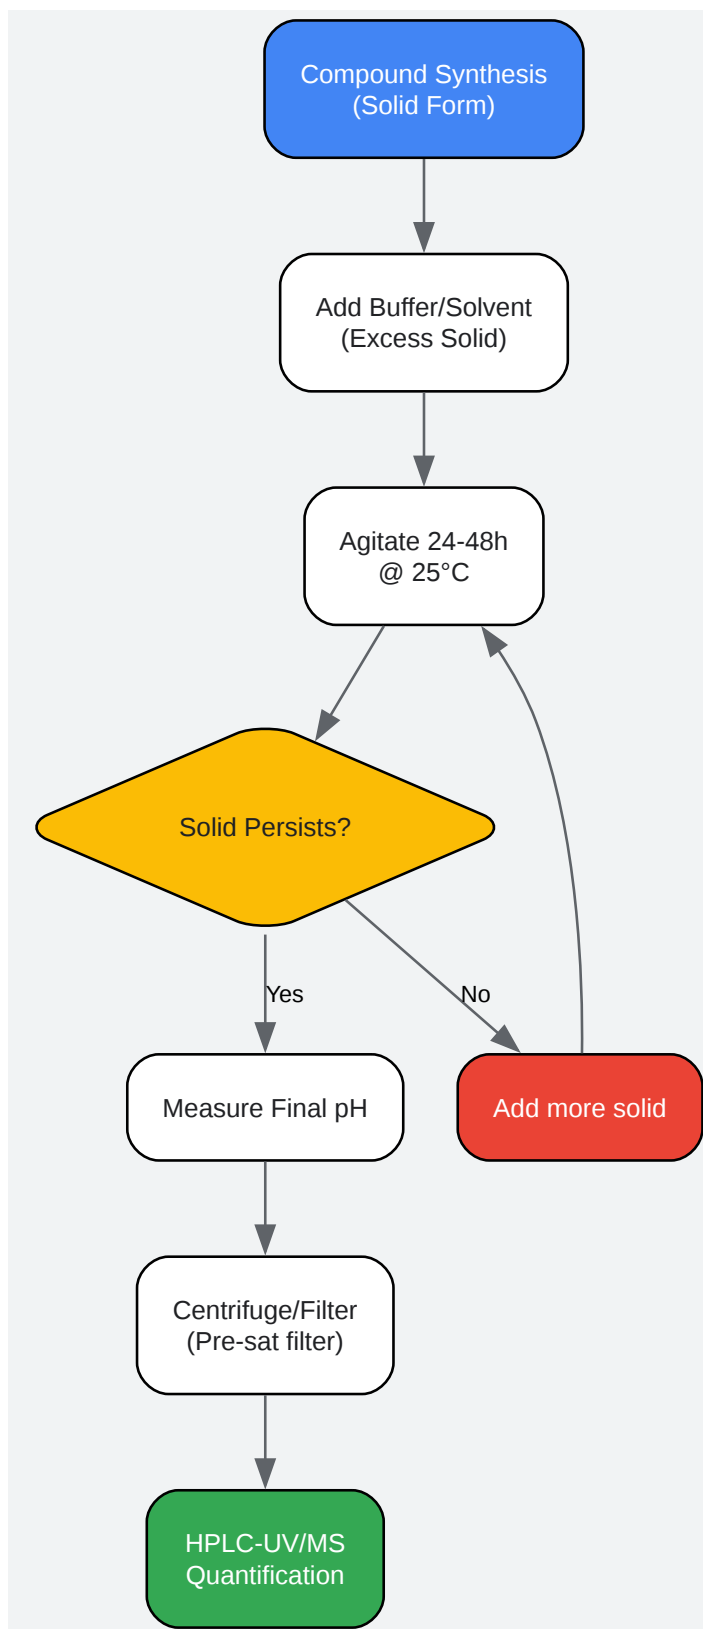 Compound Synthesis
(Solid Form)
Add Buffer/Solvent
(Excess Solid)
Agitate 24-48h
@ 25°C
Solid Persists?
Yes
No
Measure Final pH
Add more solid
Centrifuge/Filter
(Pre-sat filter)
HPLC-UV/MS
Quantification